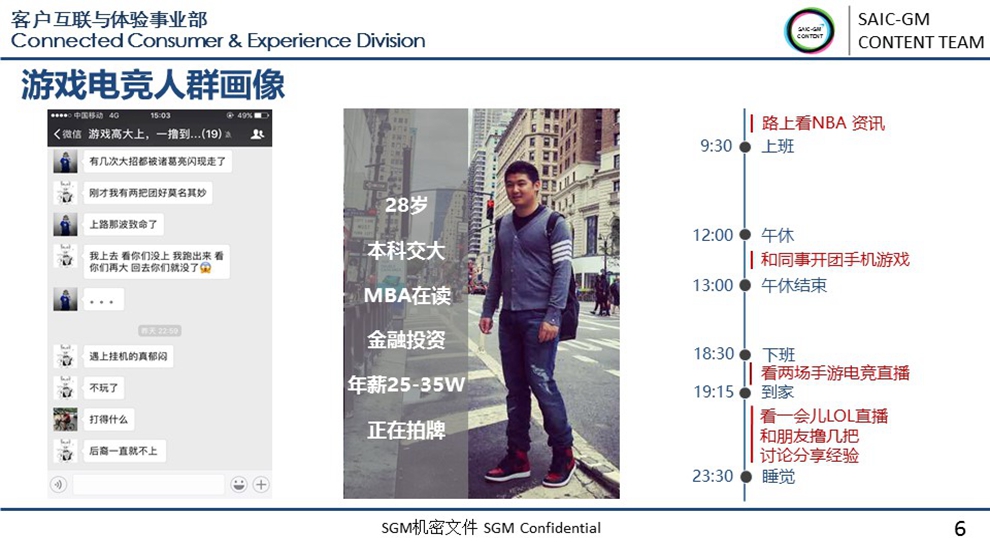 客户互联与体验事业部
Connected Consumer & Experience Division
SAIC-GM
CONTENT
SAIC-GM
CONTENT TEAM
游戏电竞人群画像
中国移动 4G 15:03 49%
微信 游戏高大上，一撸到...(19)
有几次大招都被诸葛亮闪现走了
刚才我有两把团好莫名其妙
上路那波致命了
我上去 看你们没上 我跑出来 看
你们再大 回去你们就没了😱
。。。
昨天 22:59
遇上挂机的真郁闷
不玩了
打得什么
后裔一直就不上
28岁
本科交大
MBA在读
金融投资
年薪25-35W
正在拍牌
路上看NBA 资讯
9:30 上班
12:00 午休
和同事开团手机游戏
13:00 午休结束
18:30 下班
看两场手游电竞直播
19:15 到家
看一会儿LOL直播
和朋友撸几把
讨论分享经验
23:30 睡觉
SGM机密文件 SGM Confidential
6